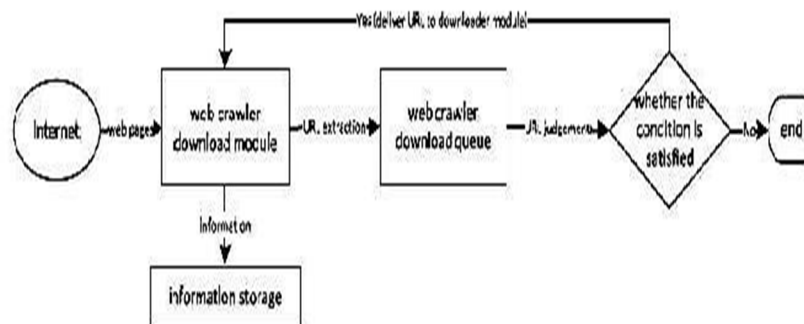 Yes(deliver URL to downloader module)
Internet
web pages
web crawler
download module
URL extraction
web crawler
download queue
URL judgement
whether the
condition is
satisfied
No
end
Information
information storage